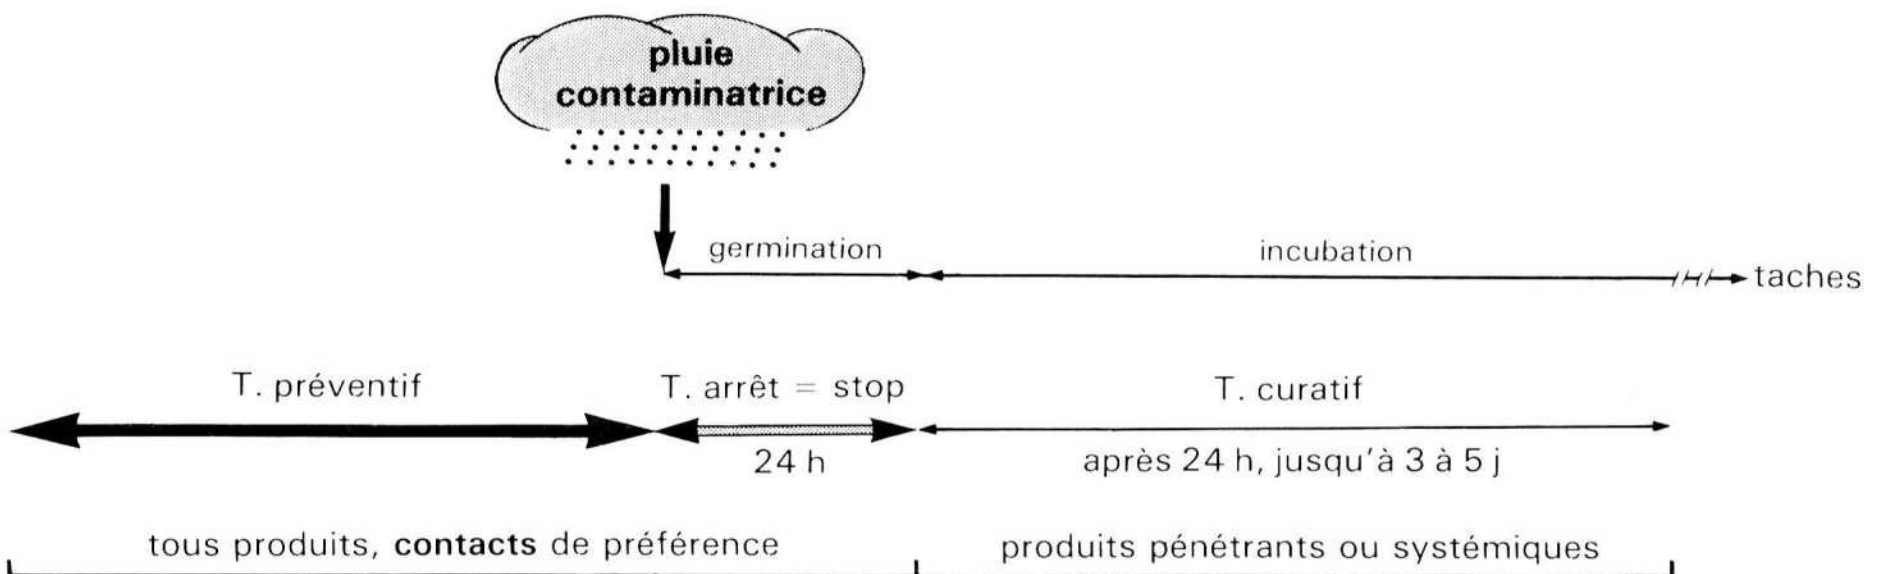 pluie
contaminatrice
germination
incubation
taches
T. préventif
T. arrêt = stop
T. curatif
24 h
après 24 h, jusqu'à 3 à 5 j
tous produits, contacts de préférence
produits pénétrants ou systémiques